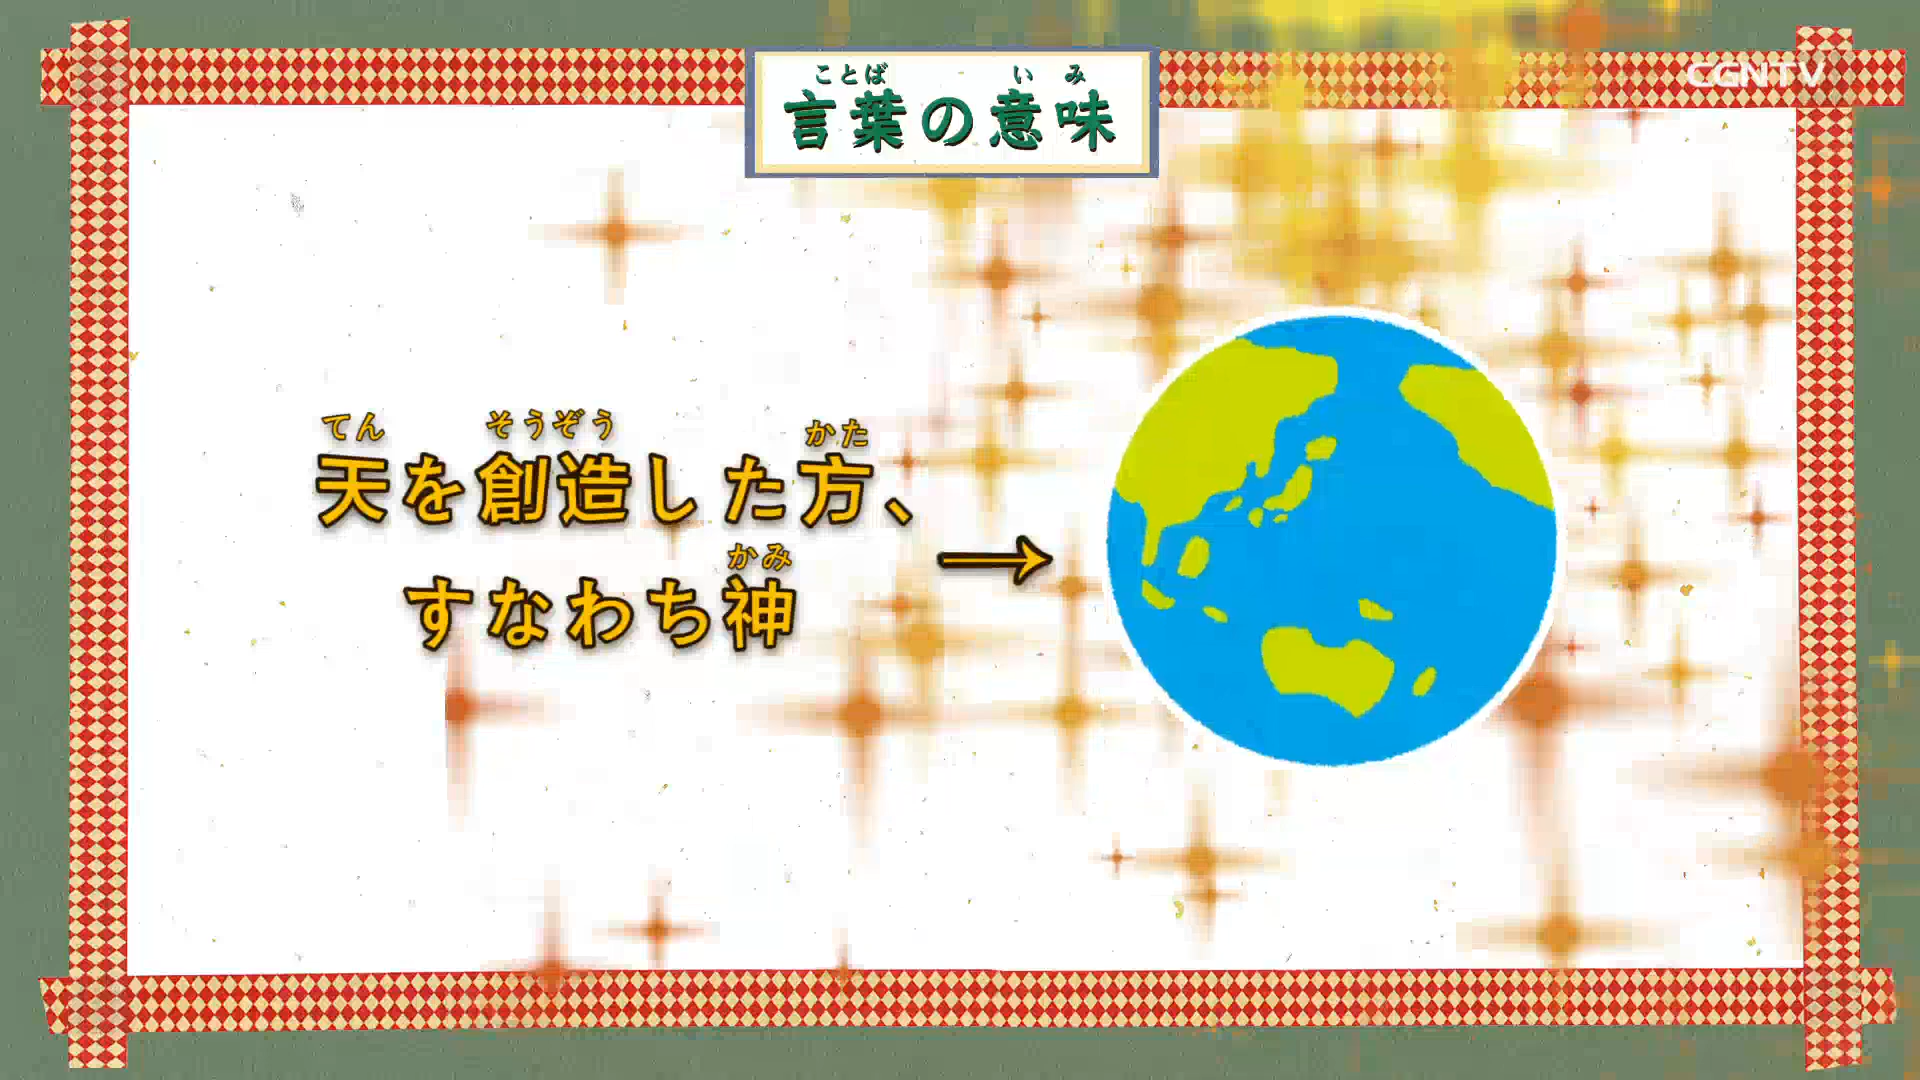 CGNTV
ことば い み
言葉の意味
てん そうぞう かた
天を創造した方、
かみ
すなわち神
→